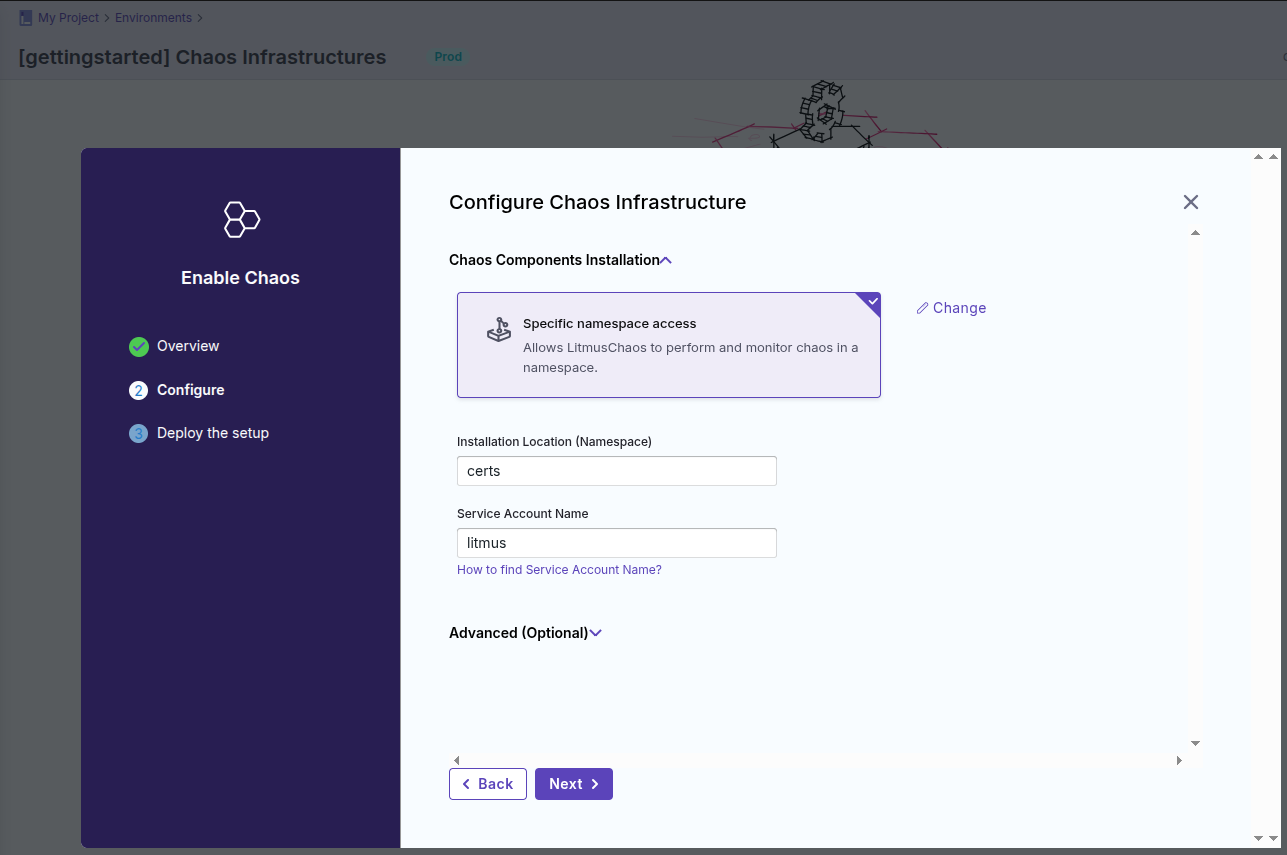 My Project > Environments >
[gettingstarted] Chaos Infrastructures Prod
Enable Chaos
Overview
2 Configure
3 Deploy the setup
Configure Chaos Infrastructure
Chaos Components Installation
Specific namespace access
Allows LitmusChaos to perform and monitor chaos in a
namespace.
Change
Installation Location (Namespace)
certs
Service Account Name
litmus
How to find Service Account Name?
Advanced (Optional)
Back
Next